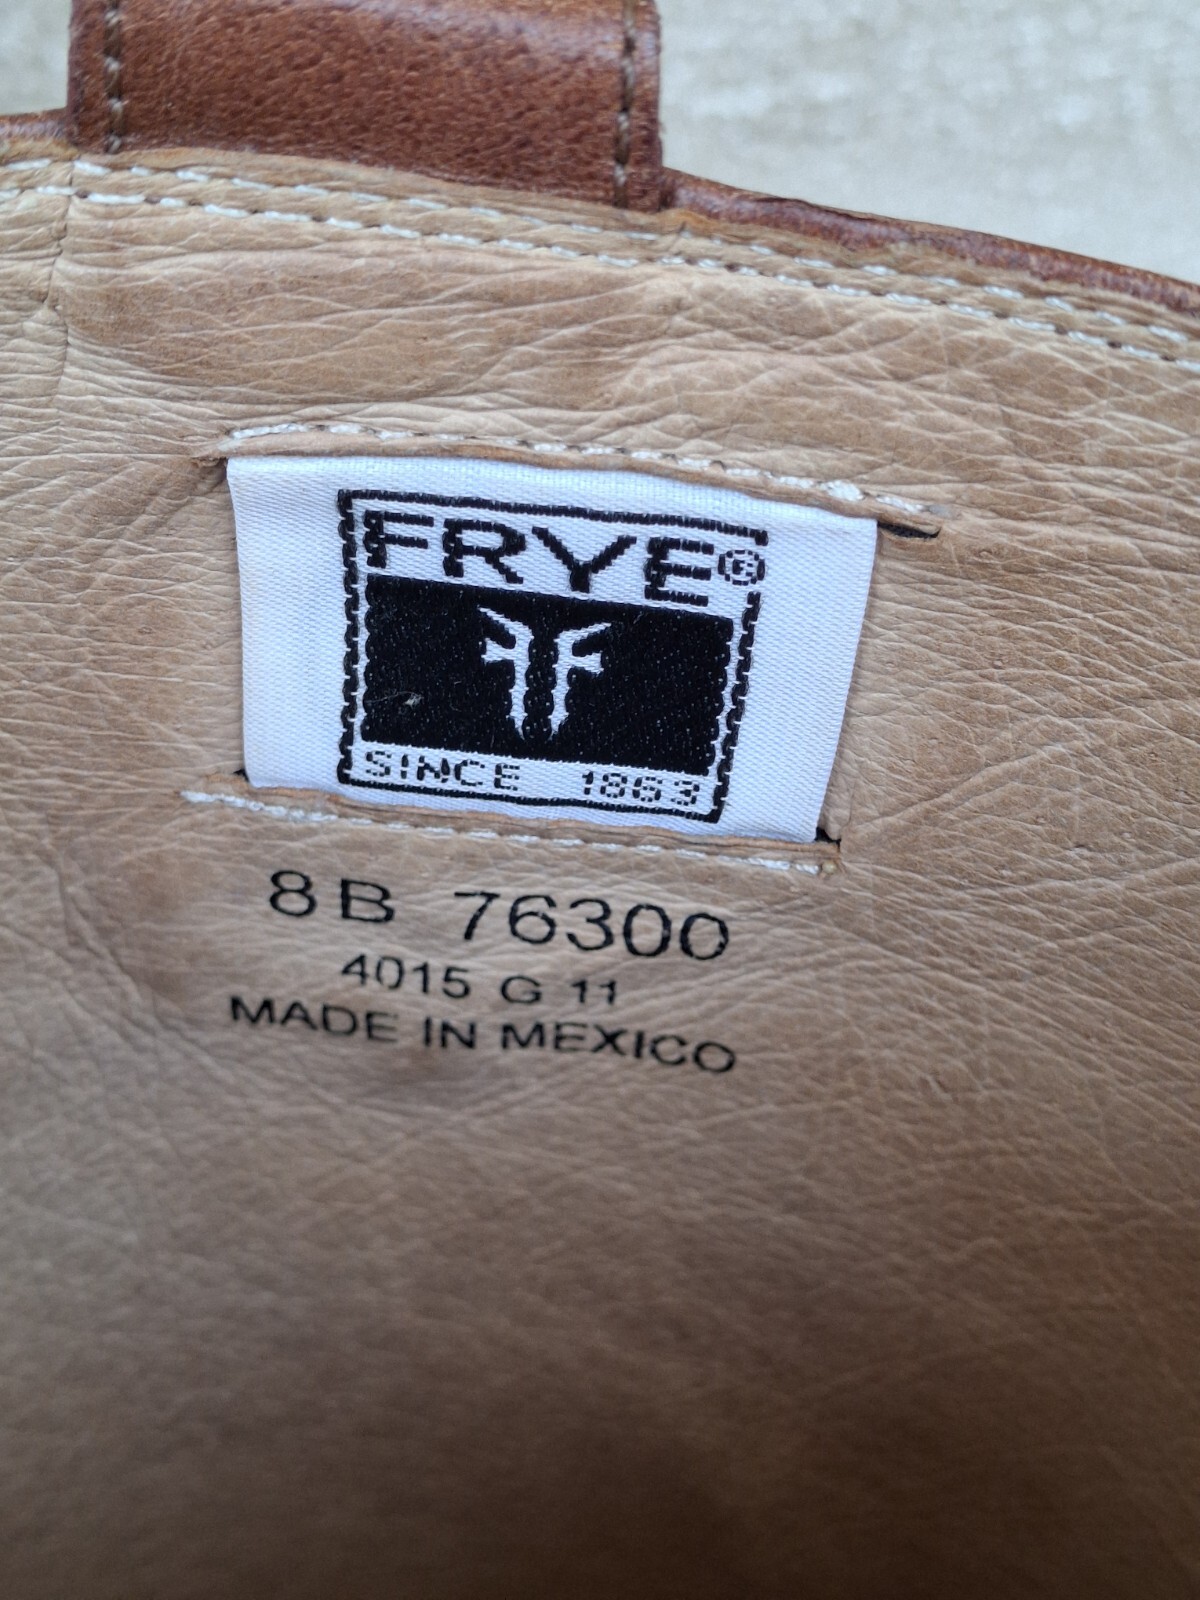 FRYE®
SINCE 1863
8B 76300
4015 G 11
MADE IN MEXICO